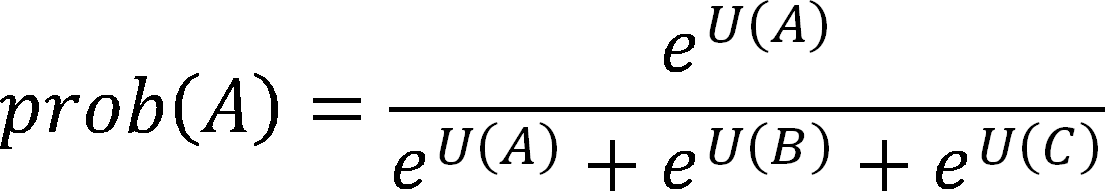 prob(A) = e^{U(A)} / (e^{U(A)} + e^{U(B)} + e^{U(C)})